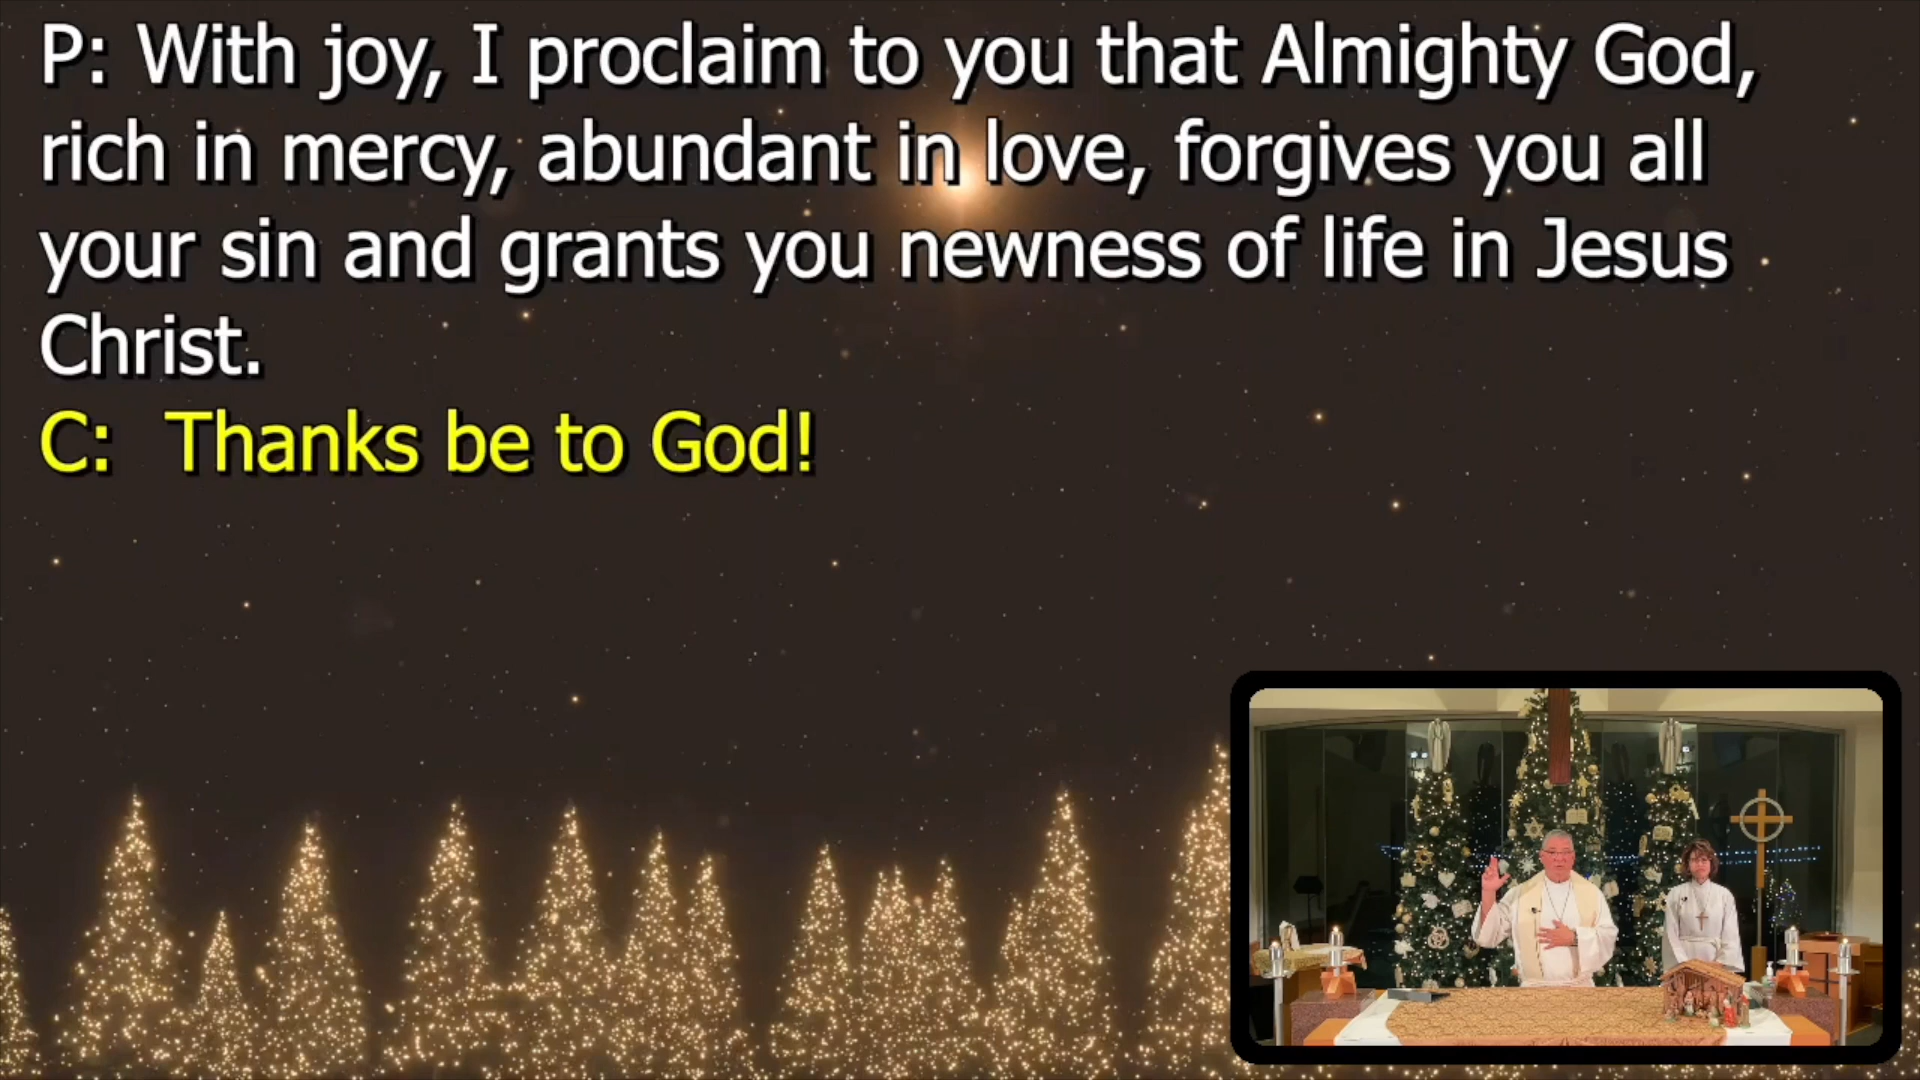 P: With joy, I proclaim to you that Almighty God,
rich in mercy, abundant in love, forgives you all
your sin and grants you newness of life in Jesus
Christ.
C: Thanks be to God!